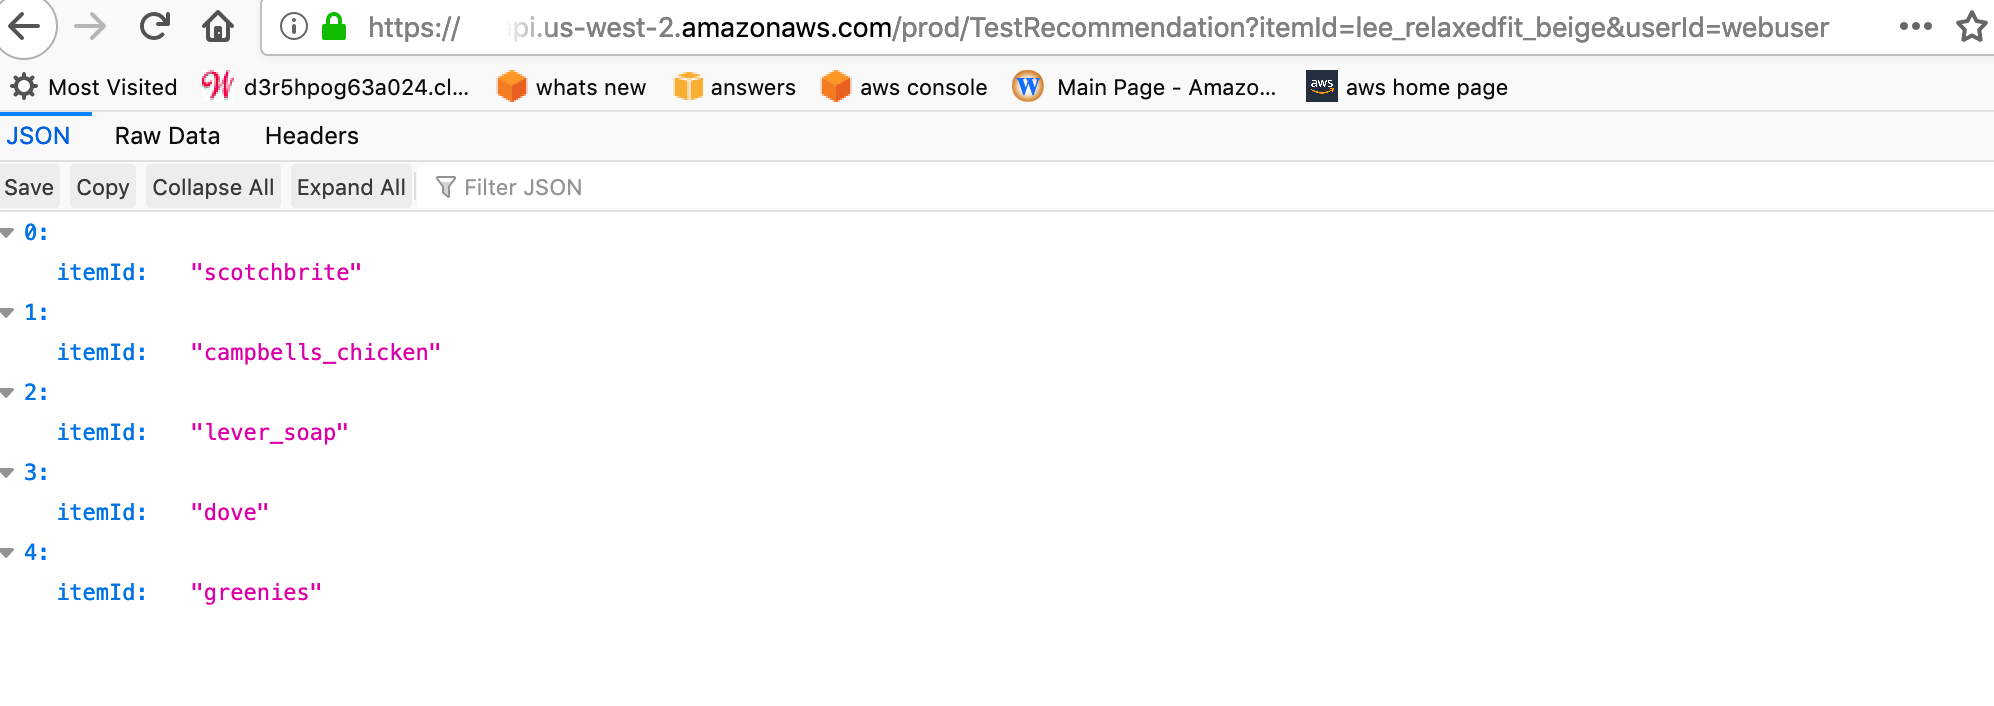 https:// pi.us-west-2.amazonaws.com/prod/TestRecommendation?itemId=lee_relaxedfit_beige&userId=webuser
Most Visited W d3r5hpog63a024.cl... whats new answers aws console W Main Page - Amazo... aws aws home page
JSON Raw Data Headers
Save Copy Collapse All Expand All Filter JSON
0:
itemId: "scotchbrite"
1:
itemId: "campbells_chicken"
2:
itemId: "lever_soap"
3:
itemId: "dove"
4:
itemId: "greenies"